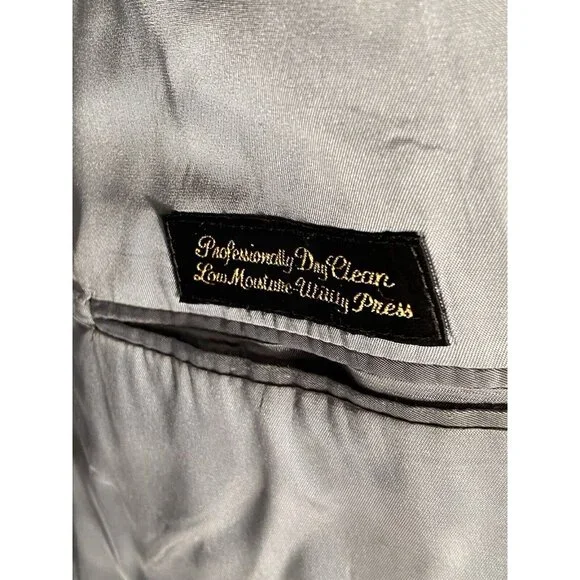 Professionally Dry Clean
Low Moisture-Utility Press